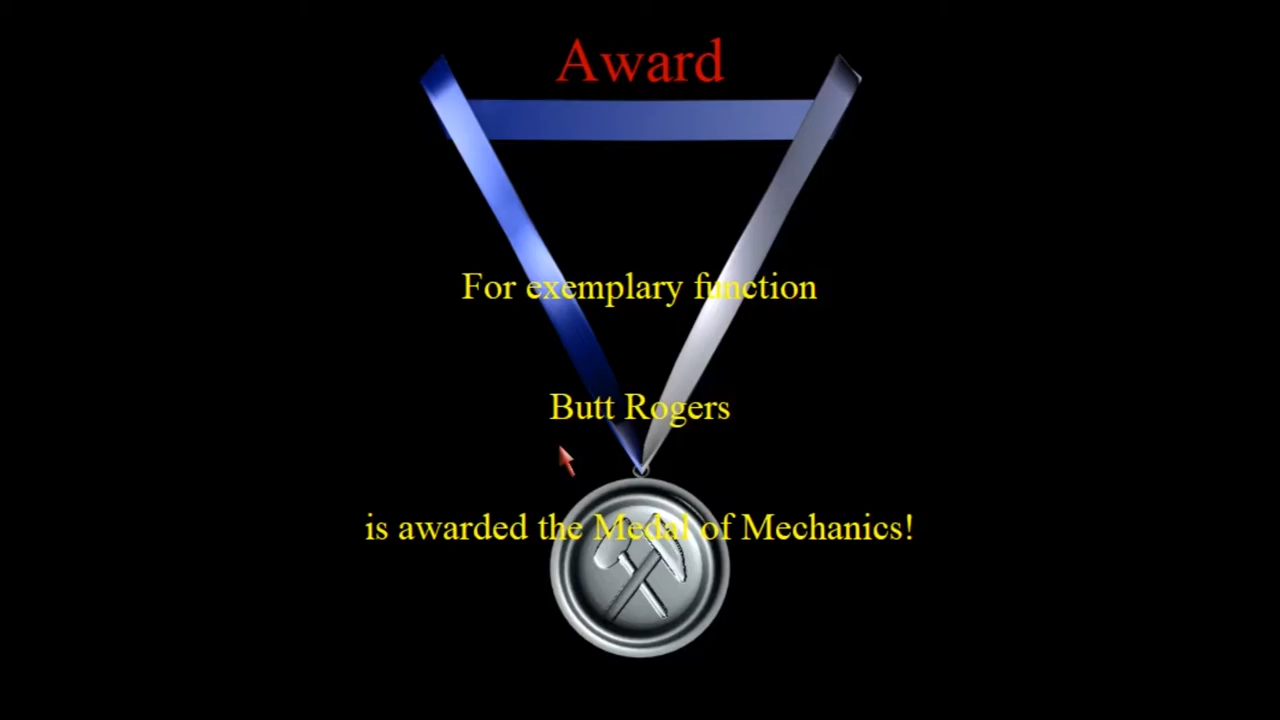 Award
For exemplary function
Butt Rogers
is awarded the Medal of Mechanics!